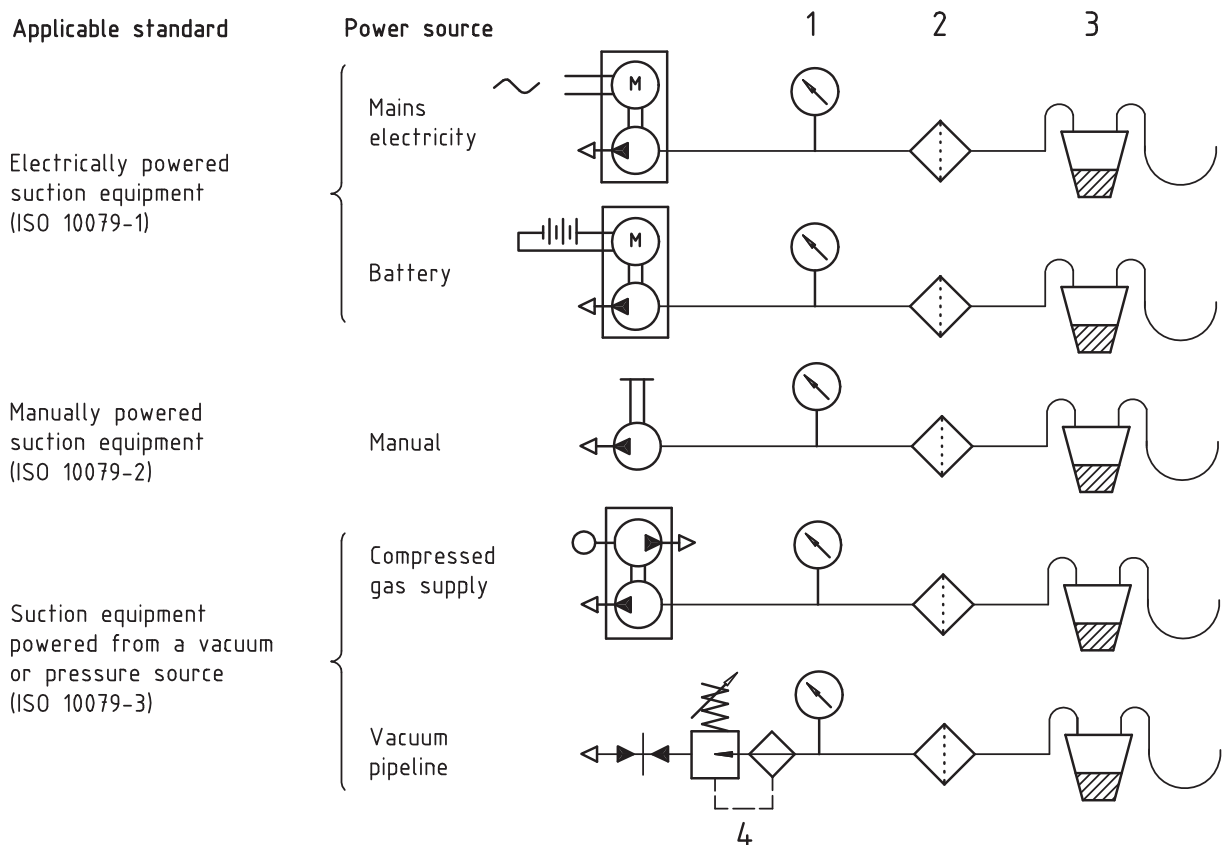 Applicable standard
Power source
1
2
3
Electrically powered
suction equipment
(ISO 10079-1)
Mains
electricity
M
Battery
M
Manually powered
suction equipment
(ISO 10079-2)
Manual
Suction equipment
powered from a vacuum
or pressure source
(ISO 10079-3)
Compressed
gas supply
Vacuum
pipeline
4